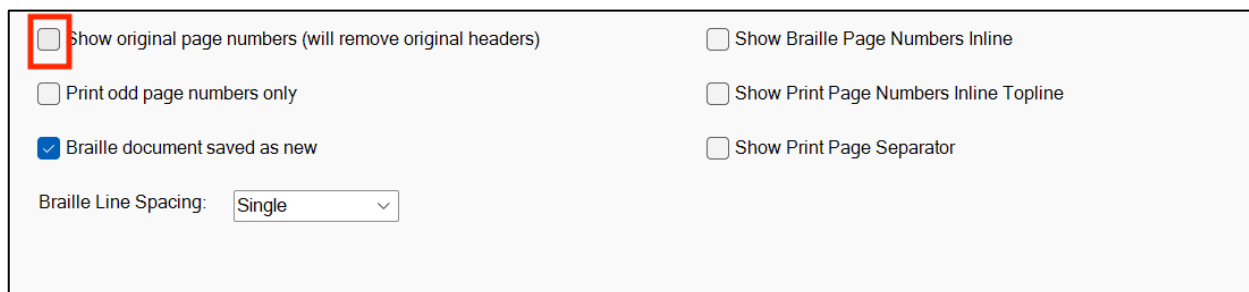 Show original page numbers (will remove original headers)
Show Braille Page Numbers Inline
Print odd page numbers only
Show Print Page Numbers Inline Topline
Braille document saved as new
Show Print Page Separator
Braille Line Spacing:
Single